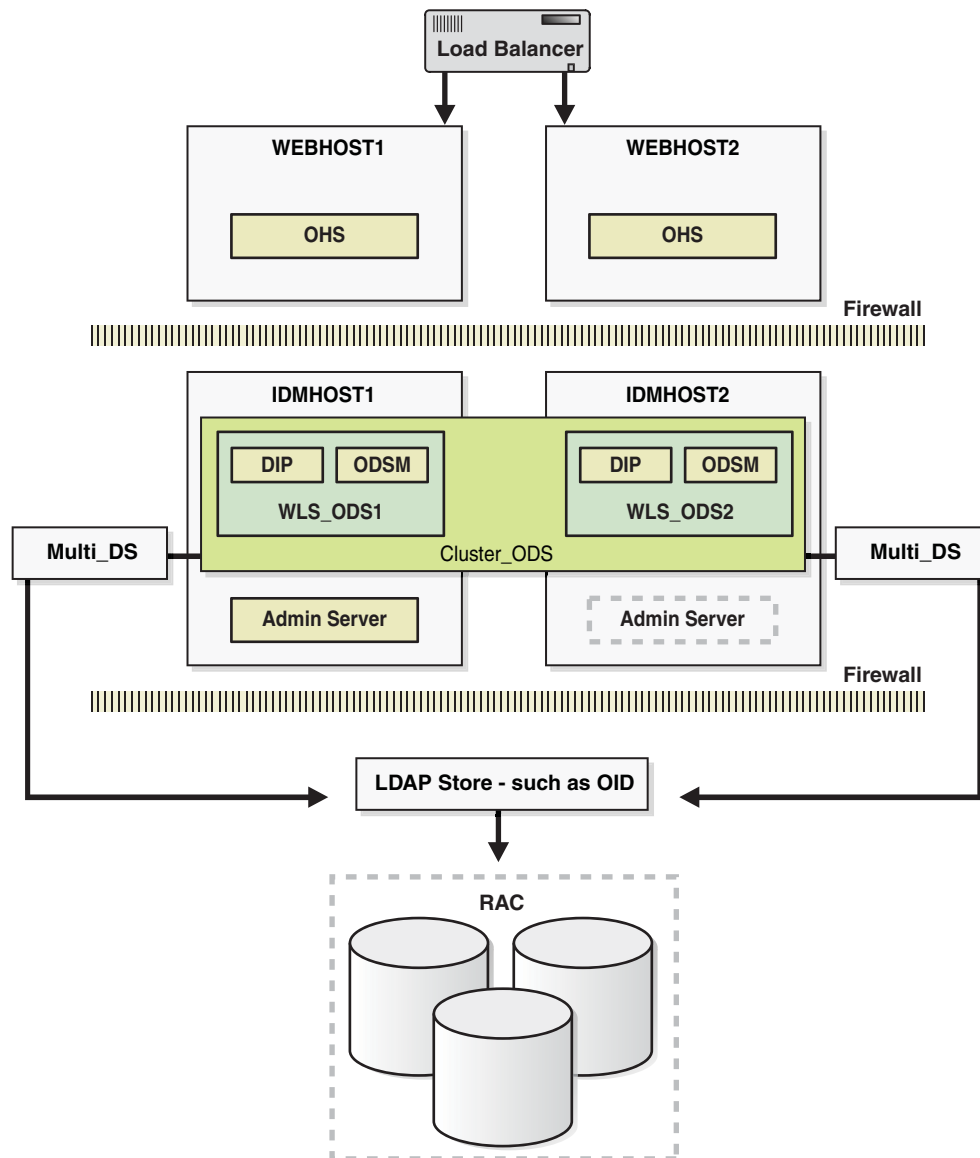 Load Balancer
WEBHOST1
WEBHOST2
OHS
OHS
Firewall
IDMHOST1
IDMHOST2
DIP
ODSM
DIP
ODSM
WLS_ODS1
WLS_ODS2
Multi_DS
Cluster_ODS
Multi_DS
Admin Server
Admin Server
Firewall
LDAP Store - such as OID
RAC